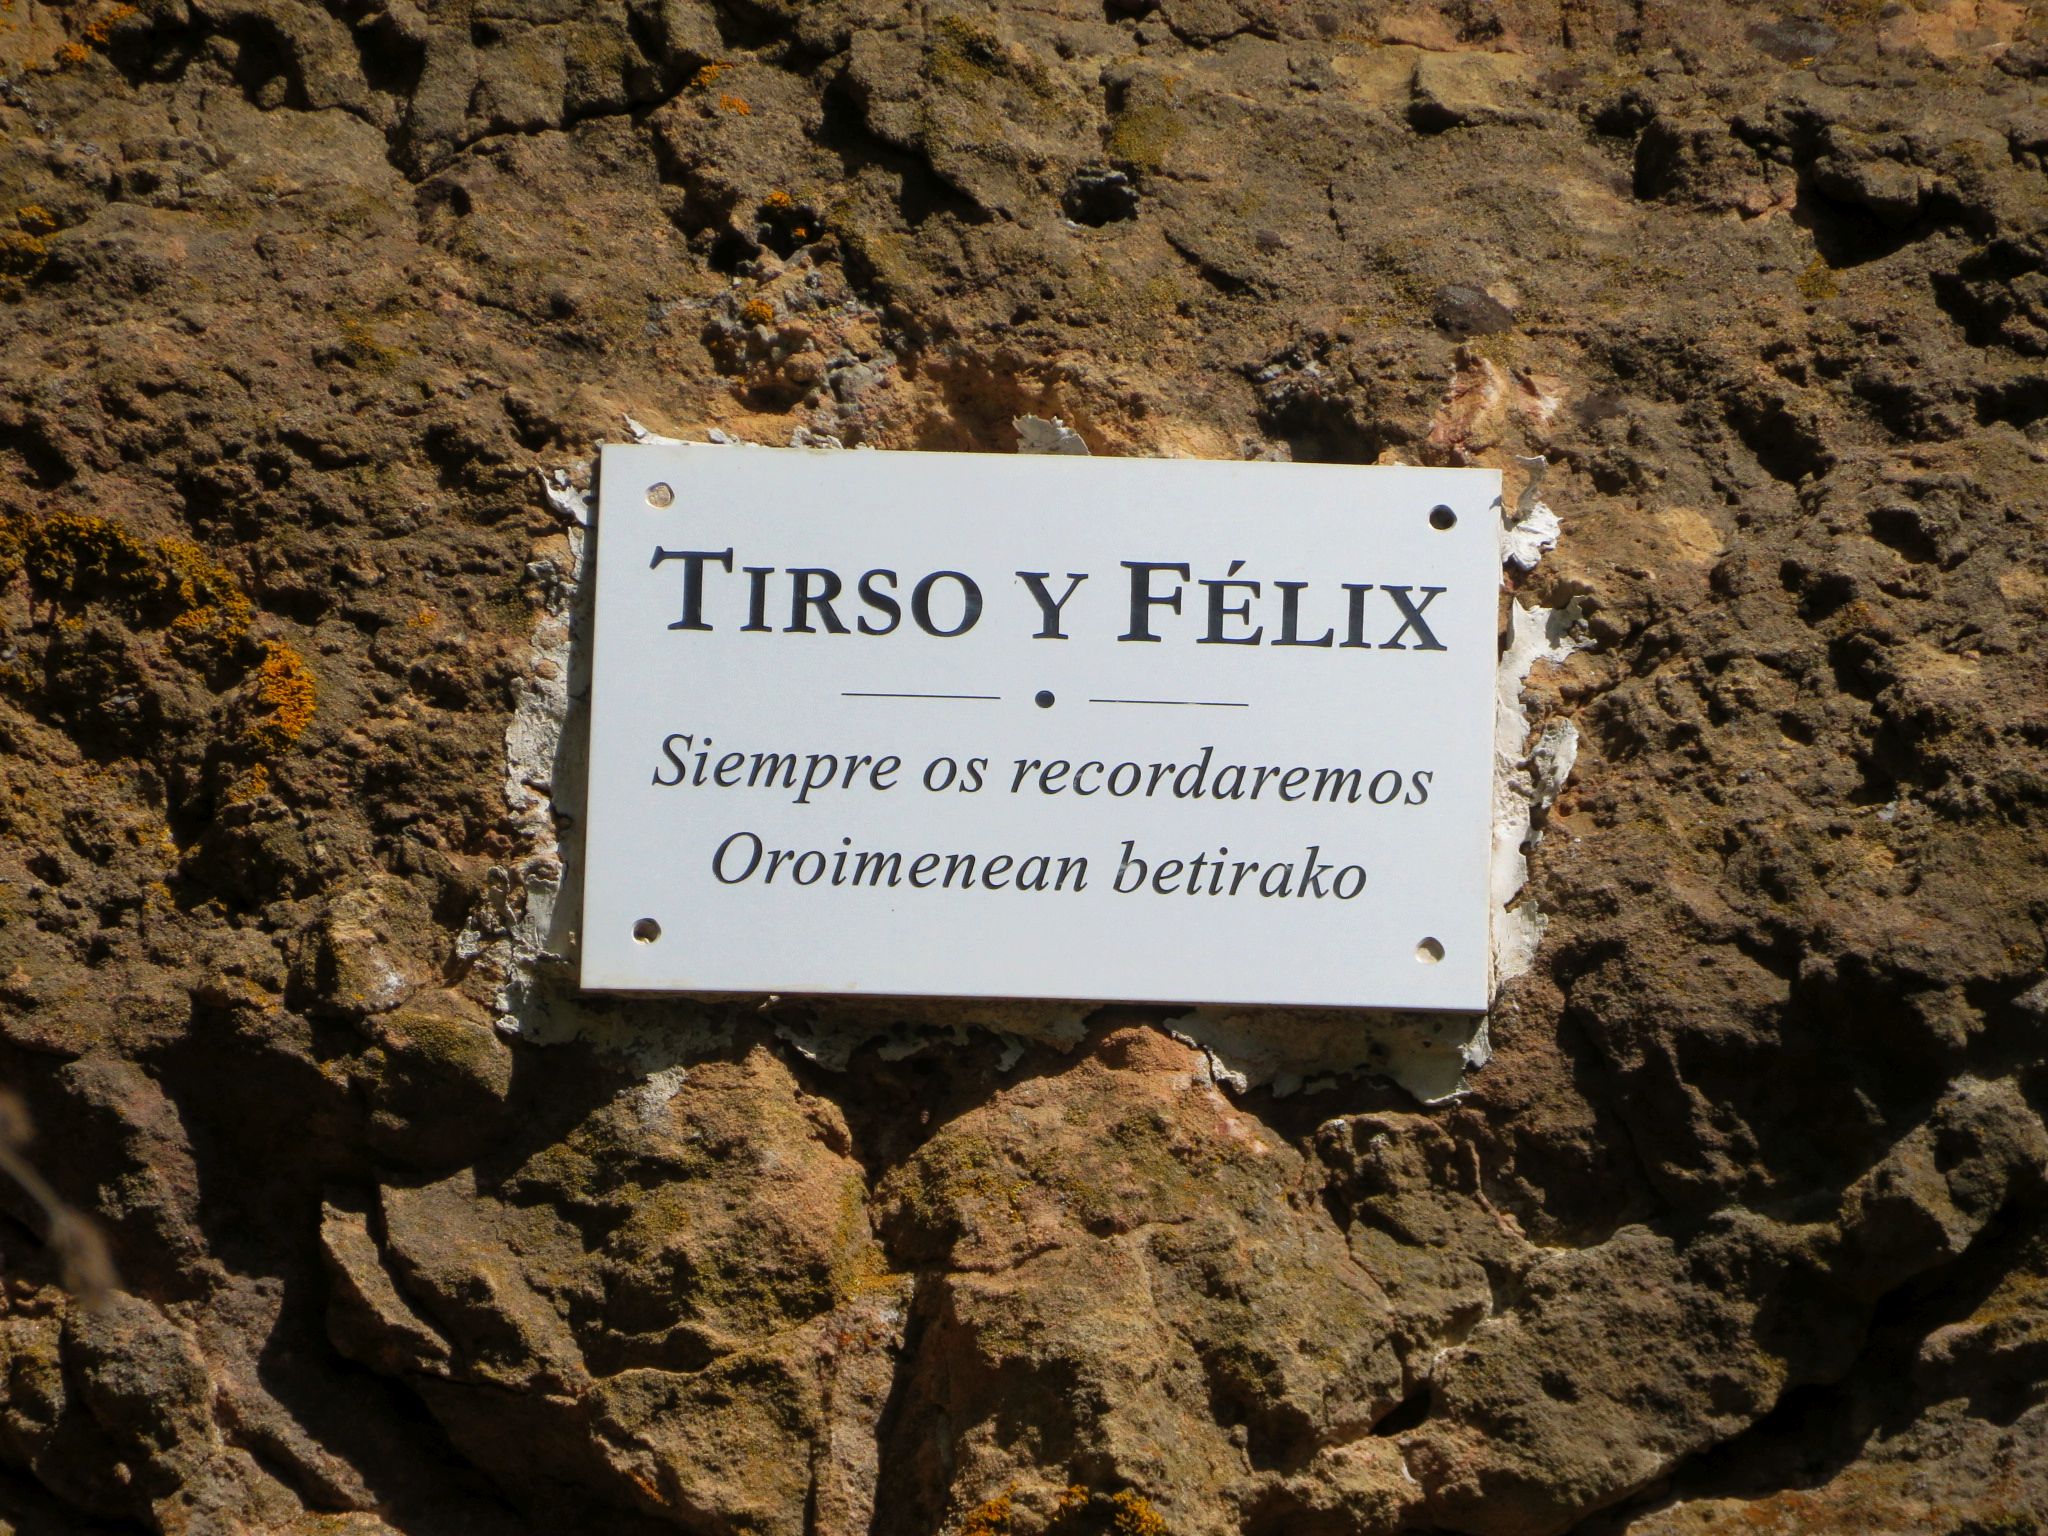 TIRSO Y FÉLIX
Siempre os recordaremos
Oroimenean betirako